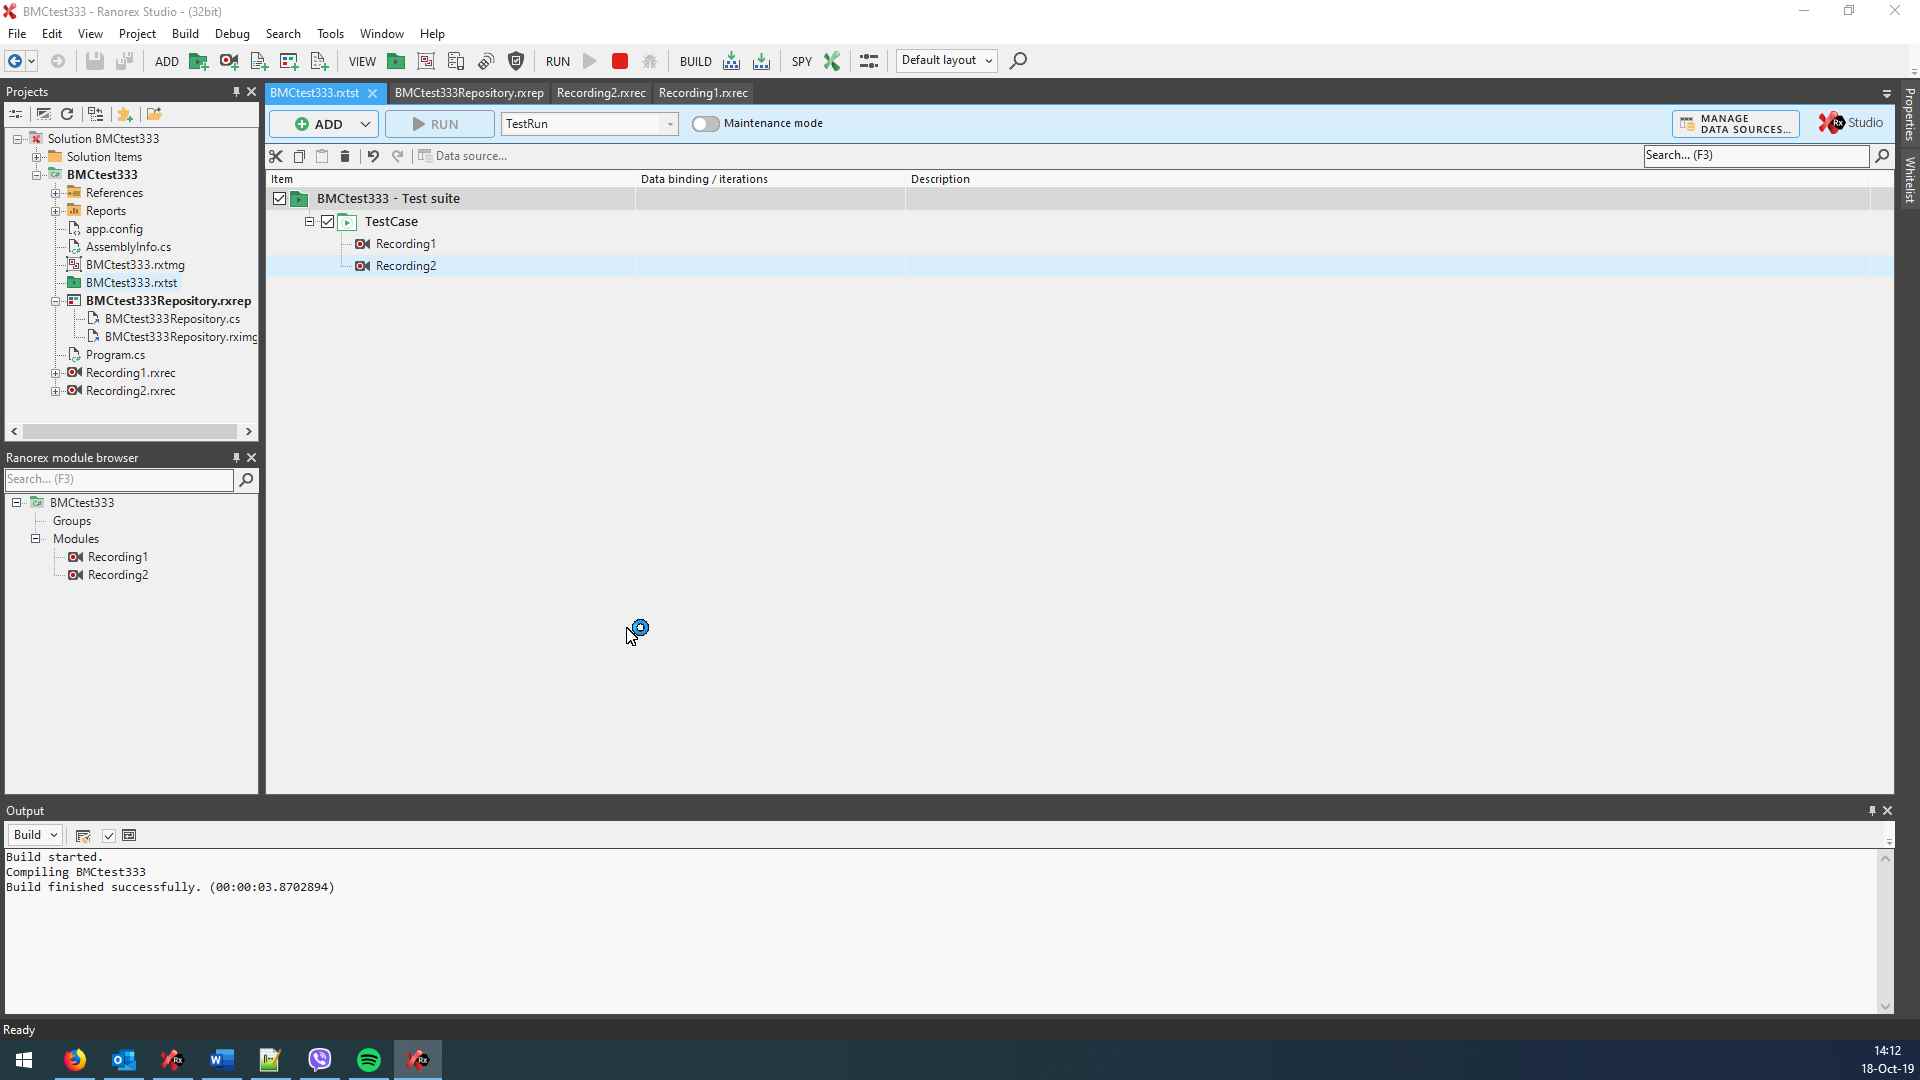 BMCtest333 - Ranorex Studio - (32bit)
File Edit View Project Build Debug Search Tools Window Help
ADD VIEW RUN BUILD SPY Default layout
Projects
BMCtest333.rxtst BMCtest333Repository.rxrep Recording2.rxrec Recording1.rxrec
ADD RUN TestRun Maintenance mode
MANAGE
DATA SOURCES...
Rx Studio
Data source...
Search... (F3)
Item Data binding / iterations Description
BMCtest333 - Test suite
TestCase
Recording1
Recording2
Solution BMCtest333
Solution Items
BMCtest333
References
Reports
app.config
AssemblyInfo.cs
BMCtest333.rxtmg
BMCtest333.rxtst
BMCtest333Repository.rxrep
BMCtest333Repository.cs
BMCtest333Repository.rximg
Program.cs
Recording1.rxrec
Recording2.rxrec
Properties
Whitelist
Ranorex module browser
Search... (F3)
BMCtest333
Groups
Modules
Recording1
Recording2
Output
Build
Build started.
Compiling BMCtest333
Build finished successfully. (00:00:03.8702894)
Ready
14:12
18-Oct-19